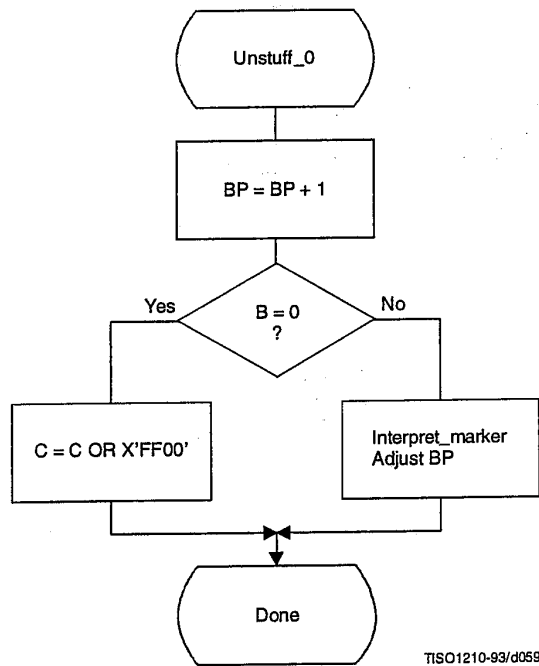 Unstuff_0
BP = BP + 1
Yes
B = 0
?
No
C = C OR X'FF00'
Interpret_marker
Adjust BP
Done
TISO1210-93/d059